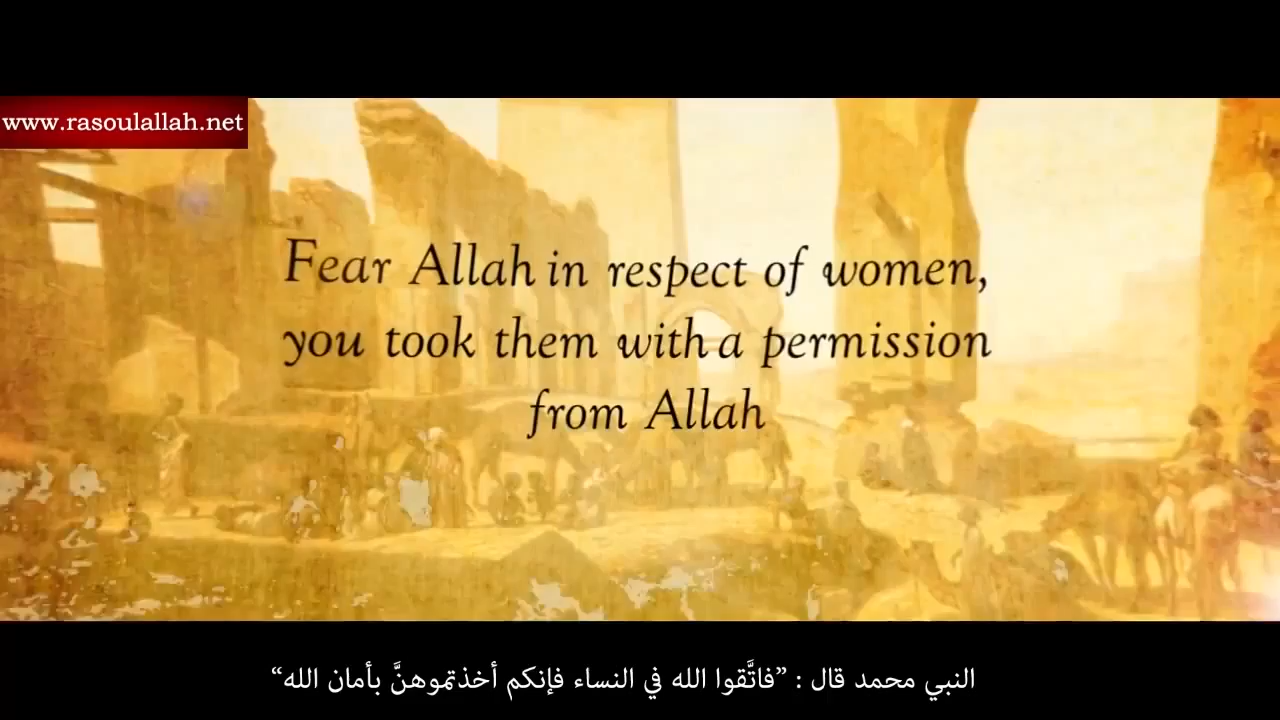 www.rasoulallah.net
Fear Allah in respect of women,
you took them with a permission
from Allah
النبي محمد قال : ”فاتَّقوا الله في النساء فإنكم أخذتموهنَّ بأمان الله“